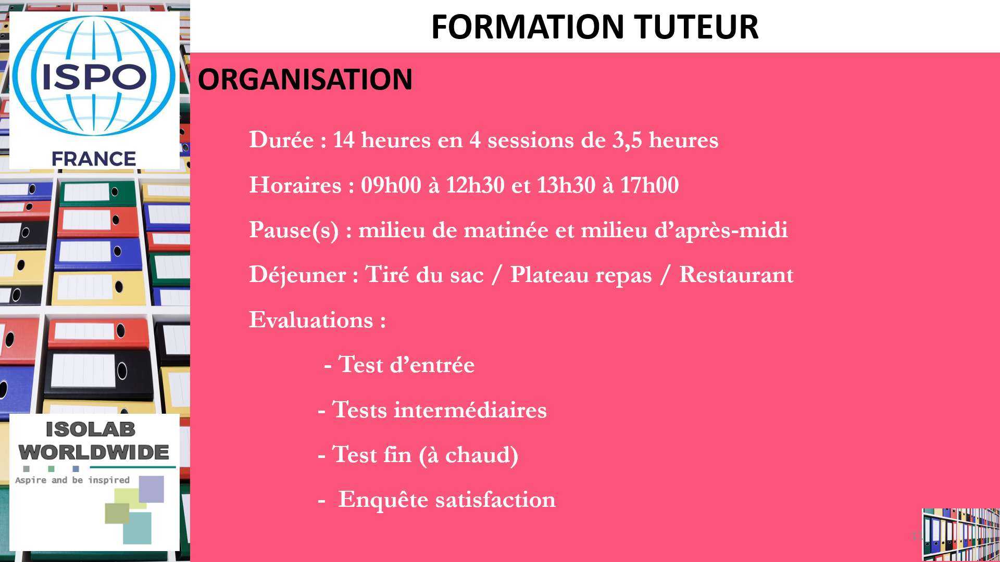 FORMATION TUTEUR
ISPO
FRANCE
ORGANISATION
Durée : 14 heures en 4 sessions de 3,5 heures
Horaires : 09h00 à 12h30 et 13h30 à 17h00
Pause(s) : milieu de matinée et milieu d’après-midi
Déjeuner : Tiré du sac / Plateau repas / Restaurant
Evaluations :
- Test d’entrée
- Tests intermédiaires
- Test fin (à chaud)
- Enquête satisfaction
ISOLAB
WORLDWIDE
Aspire and be inspired
11